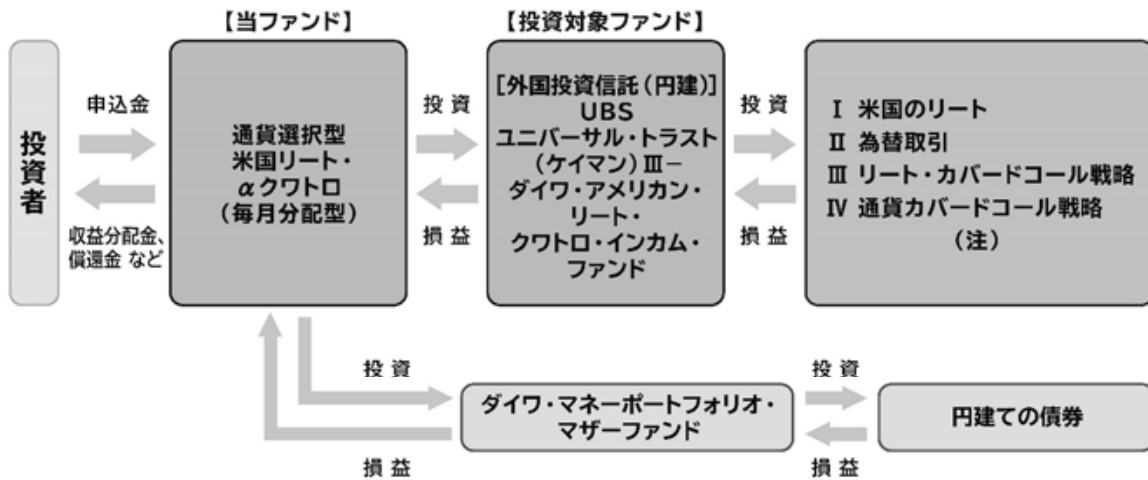 【当ファンド】
【投資対象ファンド】
投資者
申込金
収益分配金、
償還金 など
通貨選択型
米国リート・
αクワトロ
（毎月分配型）
投 資
損 益
［外国投資信託（円建）］
UBS
ユニバーサル・トラスト
（ケイマン）Ⅲ－
ダイワ・アメリカン・
リート・
クワトロ・インカム・
ファンド
投 資
損 益
Ⅰ 米国のリート
Ⅱ 為替取引
Ⅲ リート・カバードコール戦略
Ⅳ 通貨カバードコール戦略
（注）
投 資
損 益
ダイワ・マネーポートフォリオ・
マザーファンド
投 資
損 益
円建ての債券